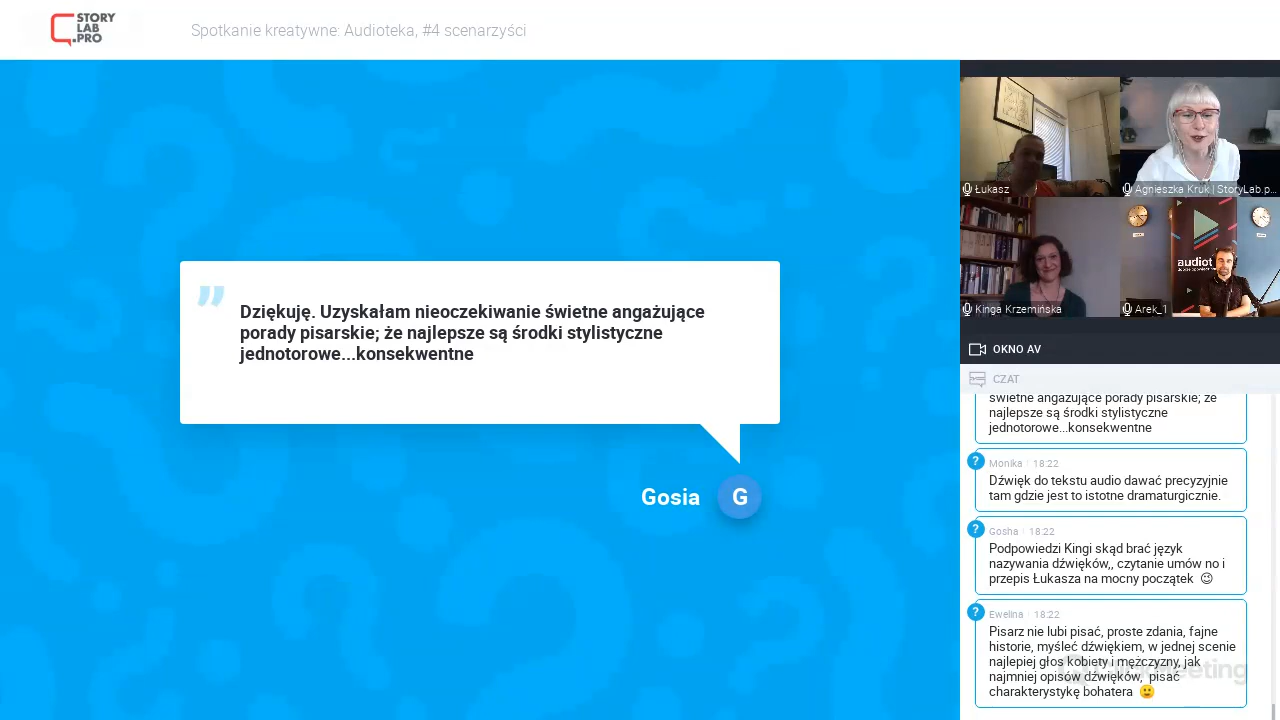 STORY
LAB
.PRO
Spotkanie kreatywne: Audioteka, #4 scenarzyści
Dziękuję. Uzyskałam nieoczekiwanie świetne angażujące
porady pisarskie; że najlepsze są środki stylistyczne
jednotorowe...konsekwentne
Gosia
G
Łukasz
Agnieszka Kruk | StoryLab.p...
audiot
Kinga Krzemińska
Arek_1
OKNO AV
CZAT
świetne angażujące porady pisarskie; że
najlepsze są środki stylistyczne
jednotorowe...konsekwentne
?
Monika 18:22
Dźwięk do tekstu audio dawać precyzyjnie
tam gdzie jest to istotne dramaturgicznie.
?
Gosha 18:22
Podpowiedzi Kingi skąd brać język
nazywania dźwięków,, czytanie umów no i
przepis Łukasza na mocny początek 😉
?
Ewelina 18:22
Pisarz nie lubi pisać, proste zdania, fajne
historie, myśleć dźwiękiem, w jednej scenie
najlepiej głos kobiety i mężczyzny, jak
najmniej opisów dźwięków, pisać
charakterystykę bohatera 🙂